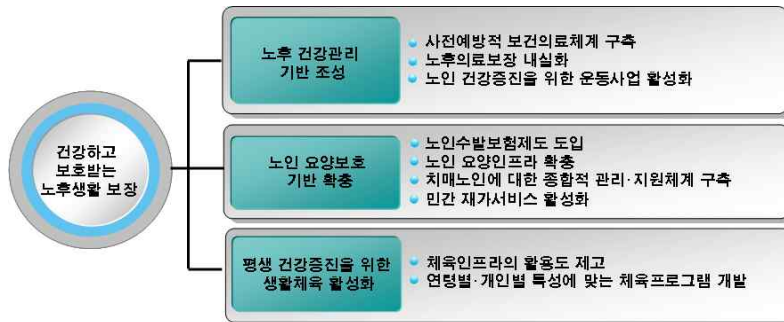 건강하고
보호받는
노후생활 보장
노후 건강관리
기반 조성
사전예방적 보건의료체계 구축
노후의료보장 내실화
노인 건강증진을 위한 운동사업 활성화
노인 요양보호
기반 확충
노인수발보험제도 도입
노인 요양인프라 확충
치매노인에 대한 종합적 관리·지원체계 구축
민간 재가서비스 활성화
평생 건강증진을 위한
생활체육 활성화
체육인프라의 활용도 제고
연령별·개인별 특성에 맞는 체육프로그램 개발